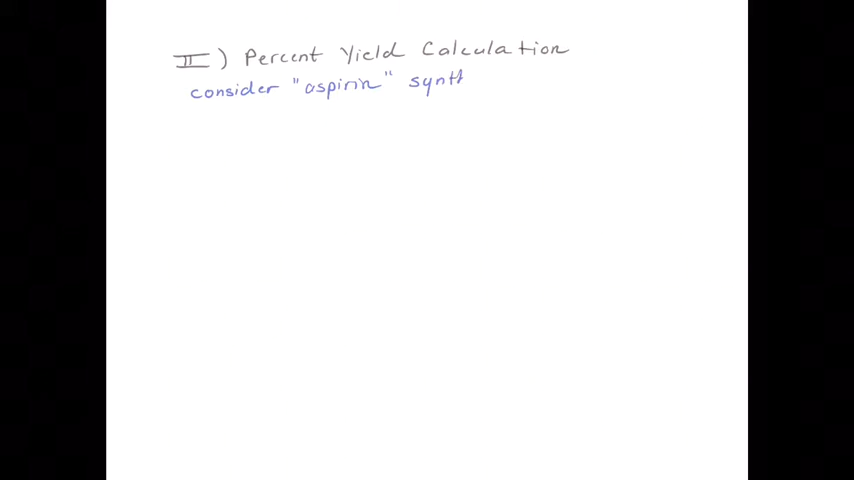 II) Percent Yield Calculation
consider "aspirin" synth